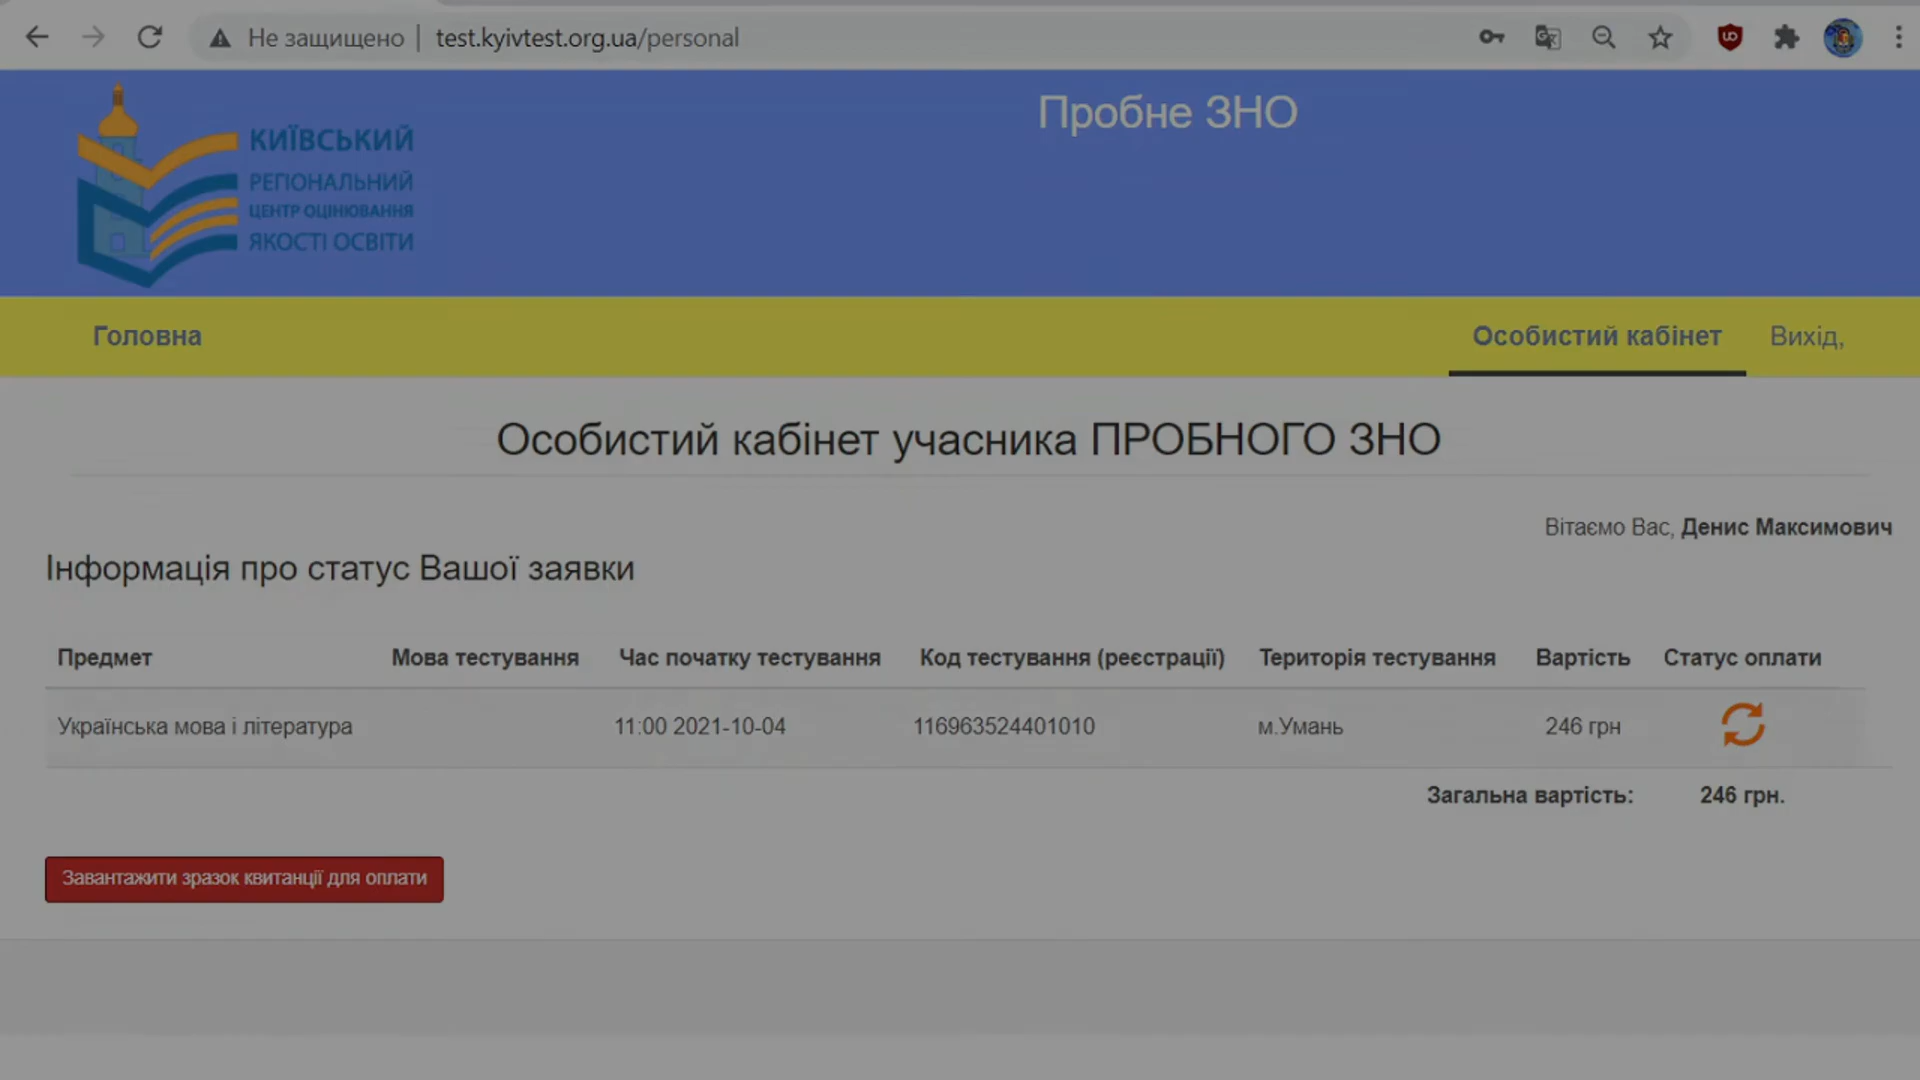 Не защищено | test.kyivtest.org.ua/personal
Пробне ЗНО
КИЇВСЬКИЙ
РЕГІОНАЛЬНИЙ
ЦЕНТР ОЦІНЮВАННЯ
ЯКОСТІ ОСВІТИ
Головна Особистий кабінет Вихід,
Особистий кабінет учасника ПРОБНОГО ЗНО
Вітаємо Вас, Денис Максимович
Інформація про статус Вашої заявки
Предмет Мова тестування Час початку тестування Код тестування (реєстрації) Територія тестування Вартість Статус оплати
Українська мова і література 11:00 2021-10-04 116963524401010 м.Умань 246 грн
Загальна вартість: 246 грн.
Завантажити зразок квитанції для оплати